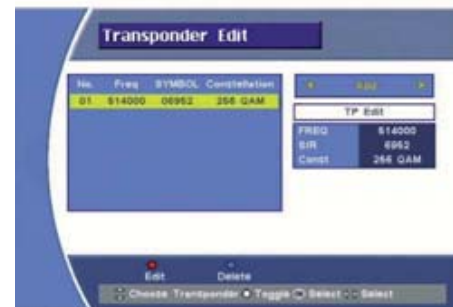 Transponder Edit
No. Freq SYMBOL Constellation
01 514000 06952 256 QAM
Add
TP Edit
FREQ 514000
S/R 6952
Const 256 QAM
Edit Delete
Choose Transponder Toggle Select Select